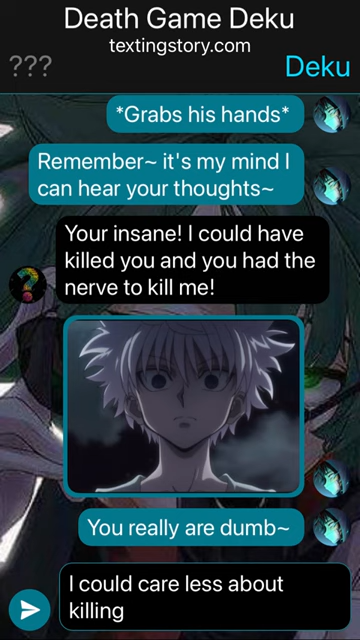 Death Game Deku
textingstory.com
???
Deku
*Grabs his hands*
Remember~ it's my mind I
can hear your thoughts~
Your insane! I could have
killed you and you had the
nerve to kill me!
You really are dumb~
I could care less about
killing